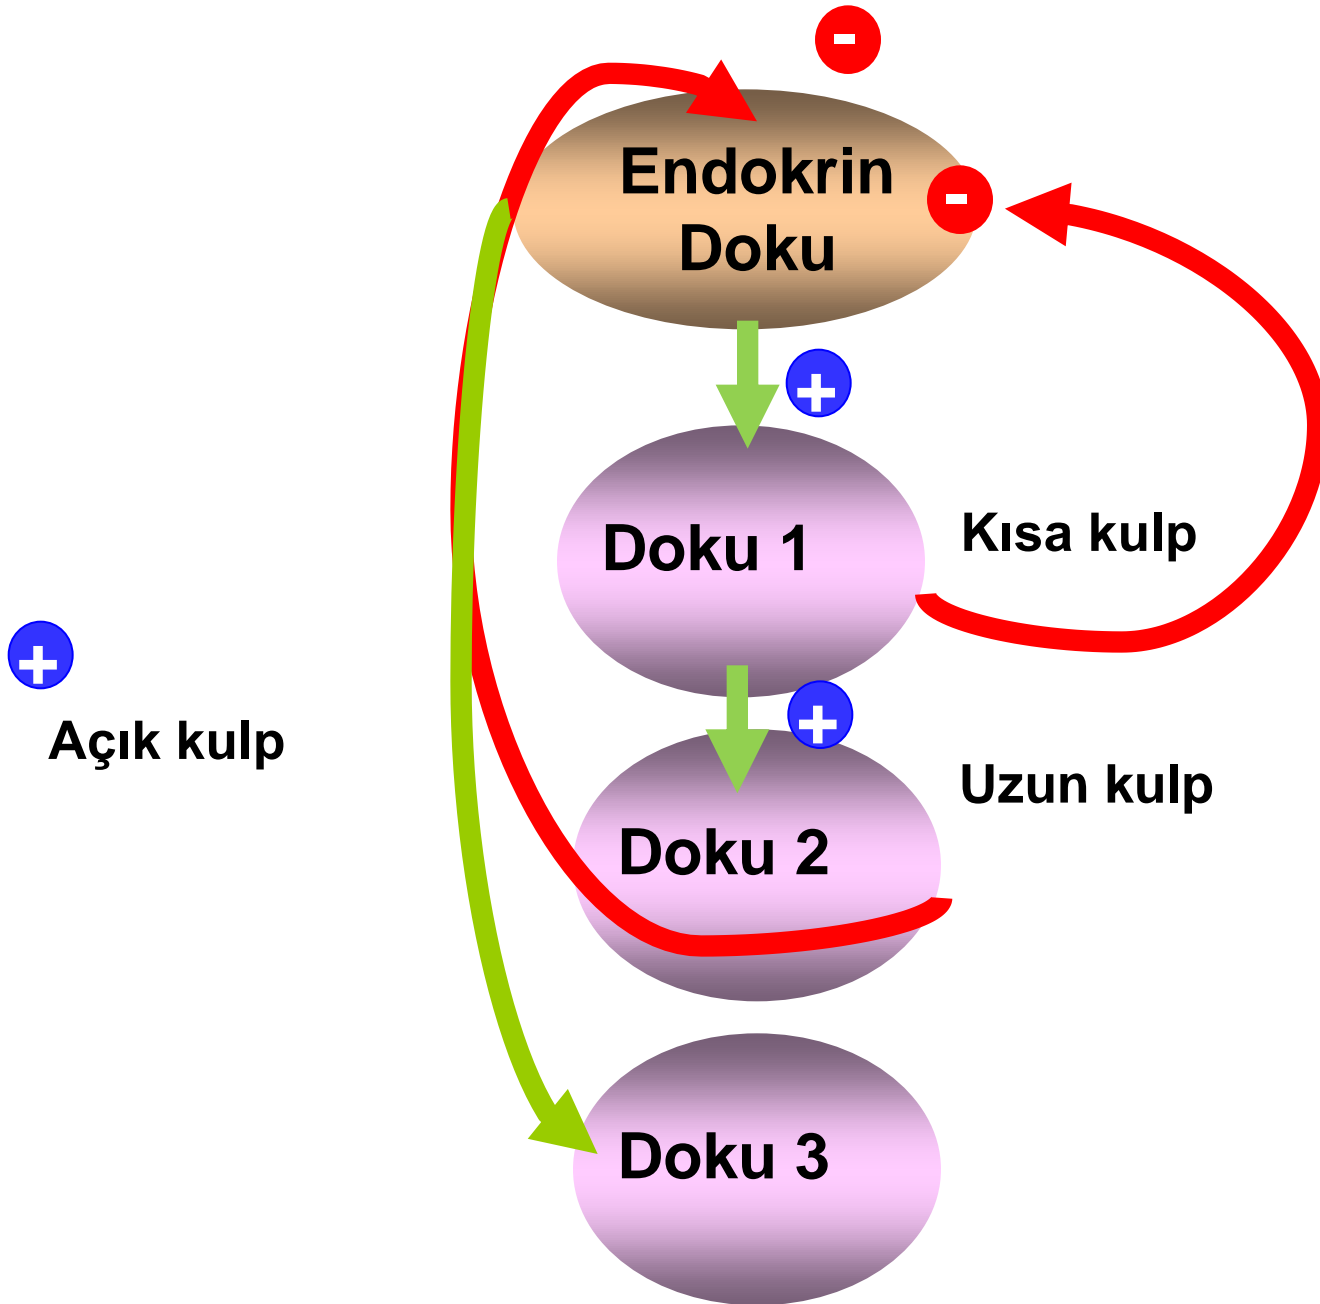 -
Endokrin
Doku
-
+
Doku 1
Kısa kulp
+
Açık kulp
+
Uzun kulp
Doku 2
Doku 3